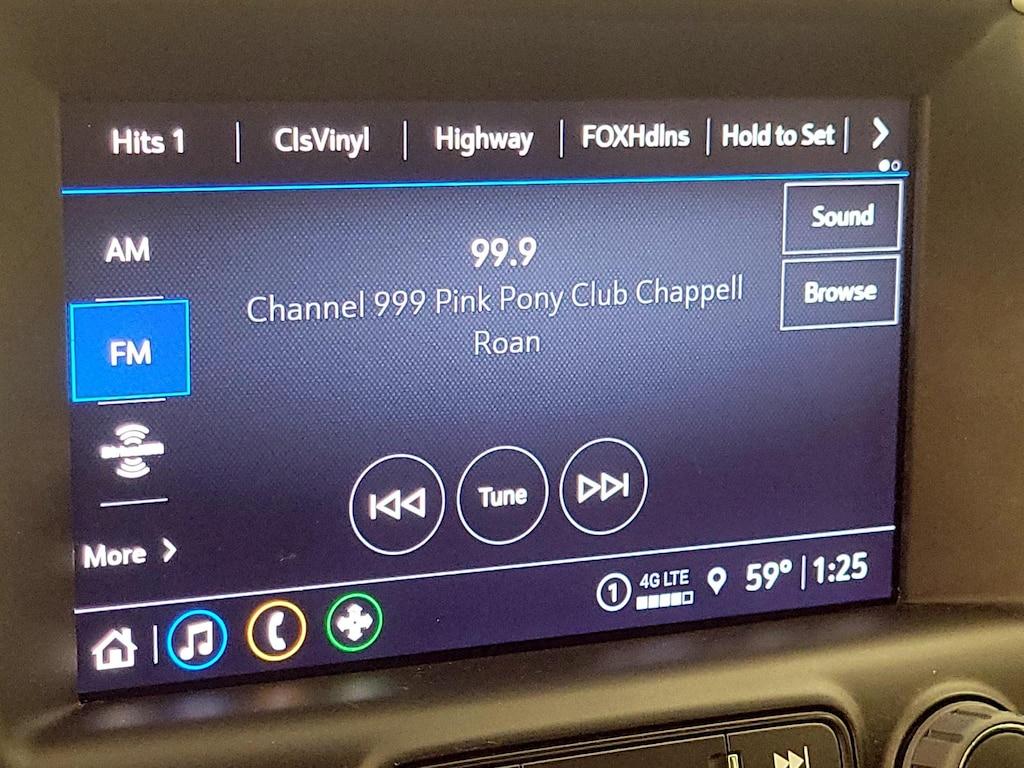 Hits 1 | ClsVinyl | Highway | FOXHdlns | Hold to Set |
Sound
AM
99.9
Browse
Channel 999 Pink Pony Club Chappell
Roan
FM
Tune
More
1 4G LTE 59° | 1:25